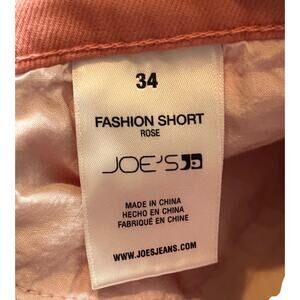 34
FASHION SHORT
ROSE
JOE'S
MADE IN CHINA
HECHO EN CHINA
FABRIQUÉ EN CHINE
WWW.JOESJEANS.COM